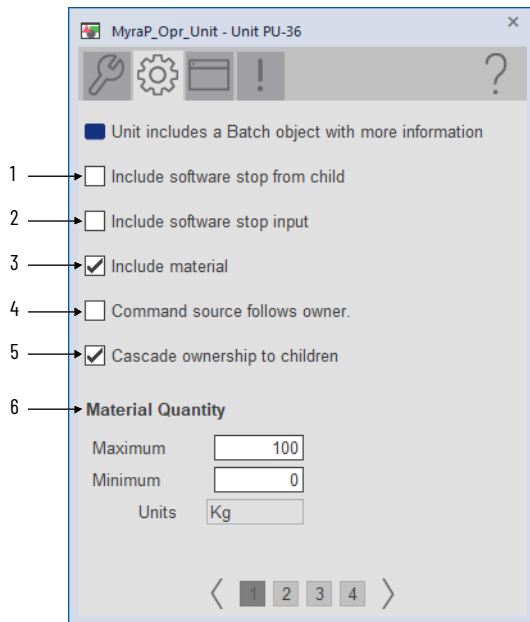 MyraP_Opr_Unit - Unit PU-36
×
!
?
Unit includes a Batch object with more information
1 Include software stop from child
2 Include software stop input
3 Include material
4 Command source follows owner.
5 Cascade ownership to children
6 Material Quantity
Maximum 100
Minimum 0
Units Kg
1 2 3 4